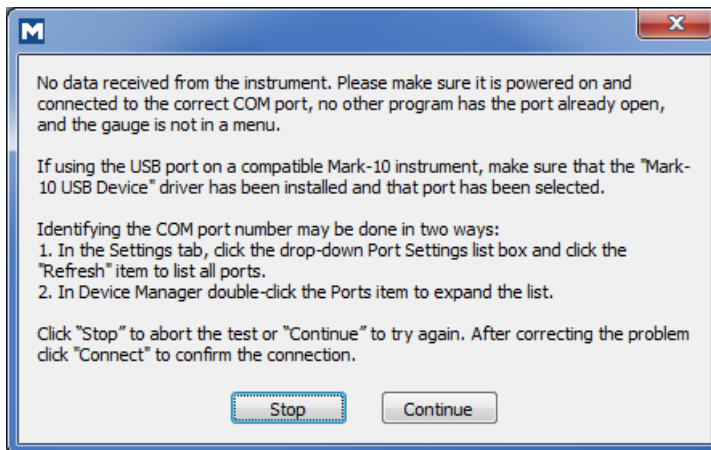 M
X
No data received from the instrument. Please make sure it is powered on and
connected to the correct COM port, no other program has the port already open,
and the gauge is not in a menu.
If using the USB port on a compatible Mark-10 instrument, make sure that the "Mark-
10 USB Device" driver has been installed and that port has been selected.
Identifying the COM port number may be done in two ways:
1. In the Settings tab, click the drop-down Port Settings list box and click the
"Refresh" item to list all ports.
2. In Device Manager double-click the Ports item to expand the list.
Click “Stop” to abort the test or “Continue” to try again. After correcting the problem
click "Connect" to confirm the connection.
Stop Continue